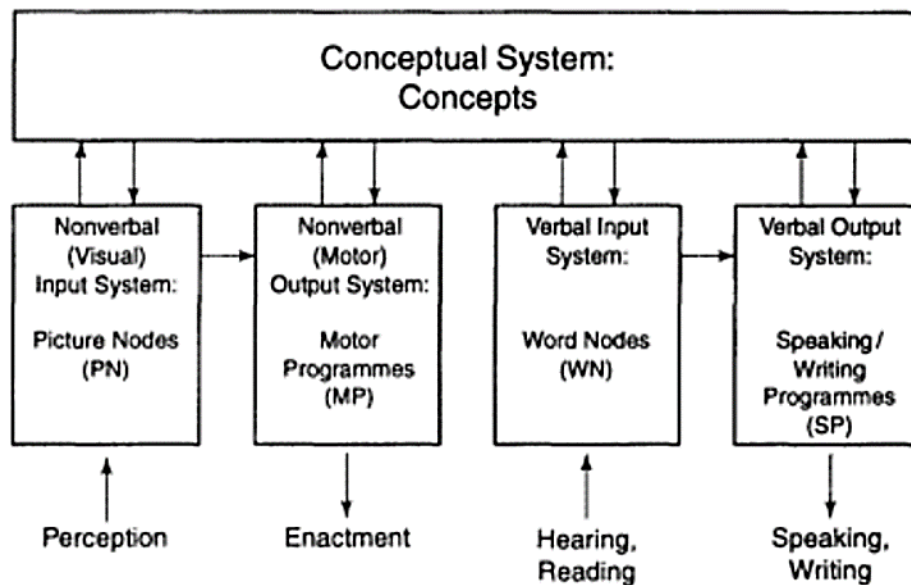 Conceptual System:
Concepts
Nonverbal
(Visual)
Input System:
Picture Nodes
(PN)
Nonverbal
(Motor)
Output System:
Motor
Programmes
(MP)
Verbal Input
System:
Word Nodes
(WN)
Verbal Output
System:
Speaking/
Writing
Programmes
(SP)
Perception
Enactment
Hearing,
Reading
Speaking,
Writing